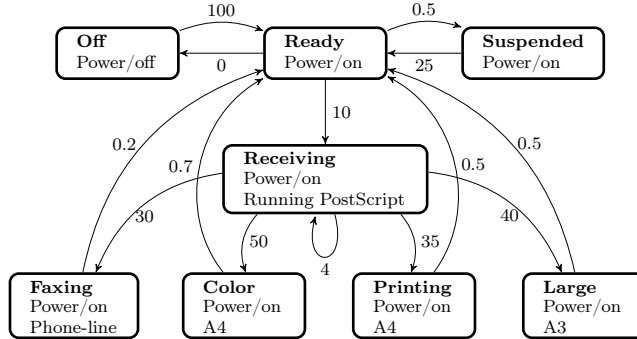 100
0.5
Off
Power/off
Ready
Power/on
Suspended
Power/on
0
25
10
0.2
0.7
0.5
0.5
Receiving
Power/on
Running PostScript
30
50
4
35
40
Faxing
Power/on
Phone-line
Color
Power/on
A4
Printing
Power/on
A4
Large
Power/on
A3